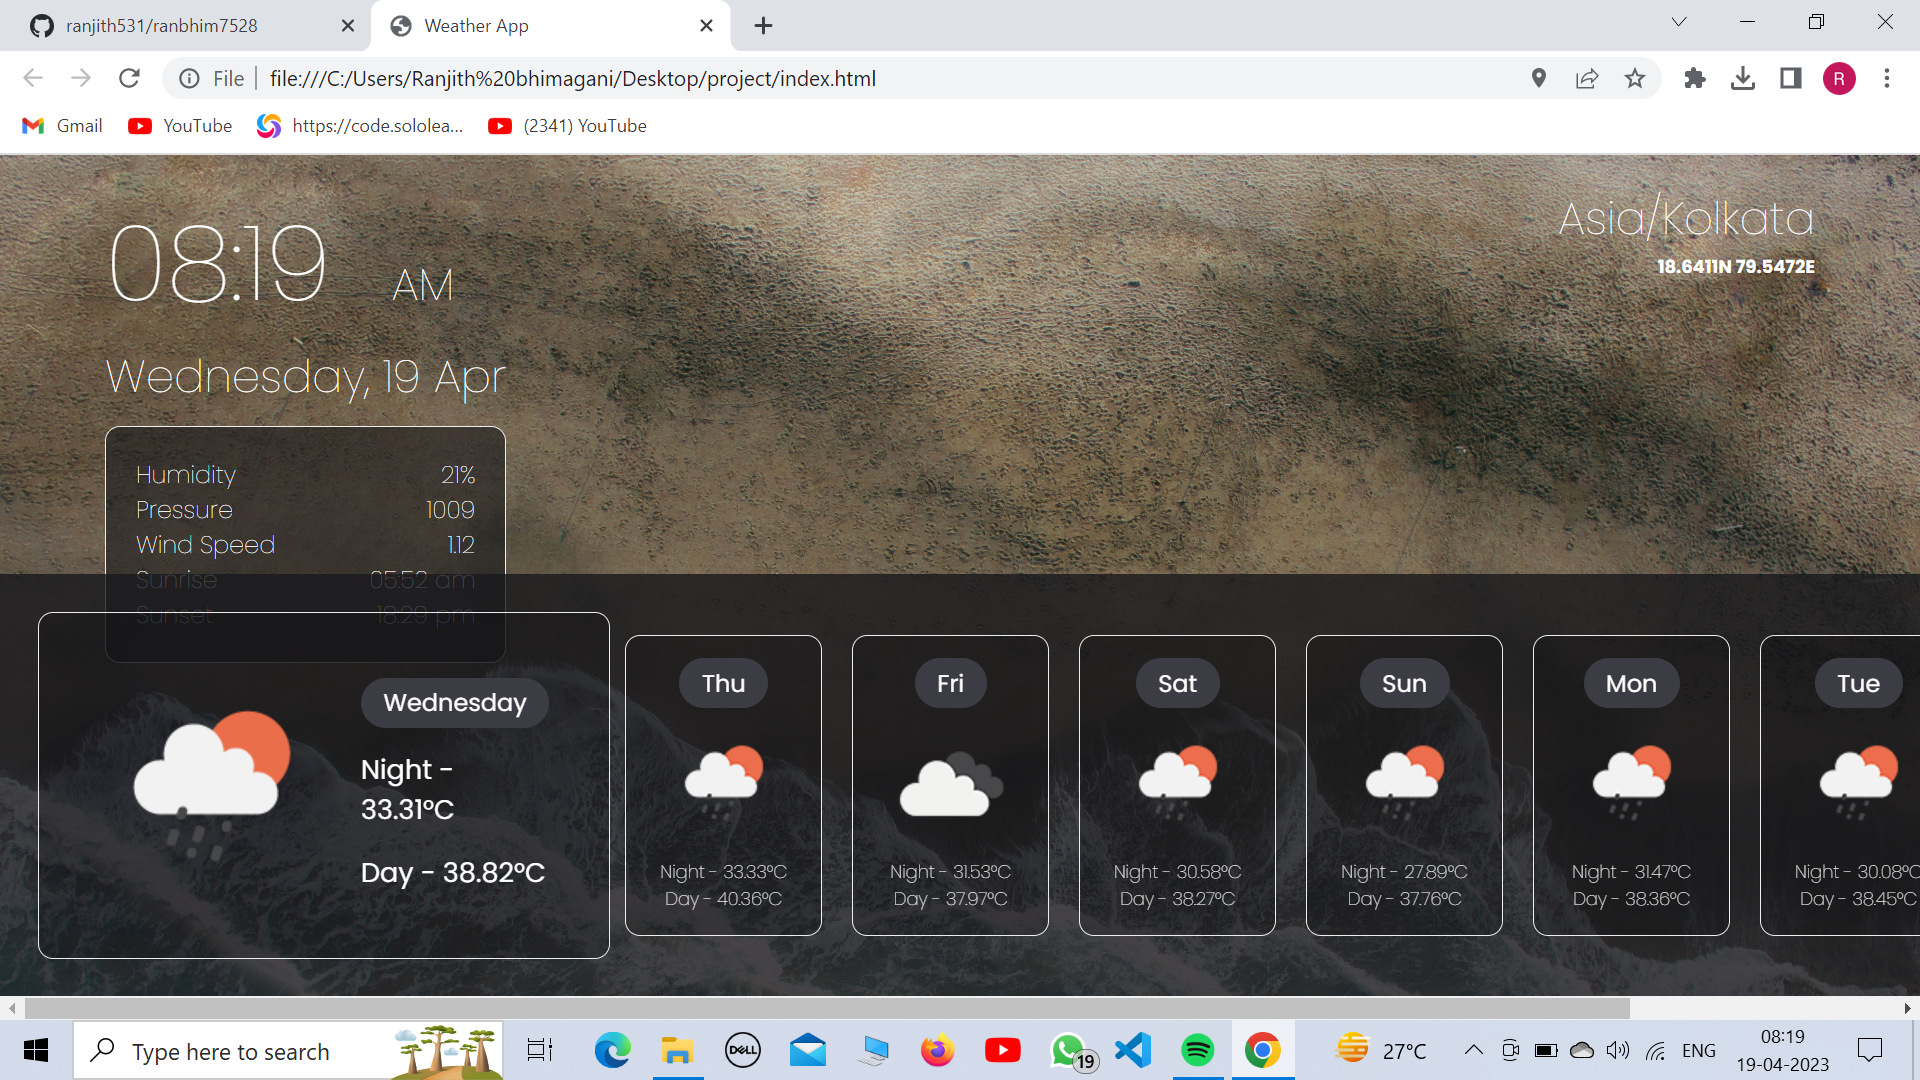 ranjith531/ranbhim7528
Weather App
File
file:///C:/Users/Ranjith%20bhimagani/Desktop/project/index.html
R
Gmail
YouTube
https://code.sololea...
(2341) YouTube
08:19 AM
Asia/Kolkata
18.6411N 79.5472E
Wednesday, 19 Apr
Humidity 21%
Pressure 1009
Wind Speed 1.12
Sunrise 05:52 am
Sunset 18:29 pm
Wednesday
Night -
33.31°C
Day - 38.82°C
Thu
Night - 33.33°C
Day - 40.36°C
Fri
Night - 31.53°C
Day - 37.97°C
Sat
Night - 30.58°C
Day - 38.27°C
Sun
Night - 27.89°C
Day - 37.76°C
Mon
Night - 31.47°C
Day - 38.36°C
Tue
Night - 30.08°C
Day - 38.45°C
Type here to search
DELL
19
27°C
ENG
08:19
19-04-2023